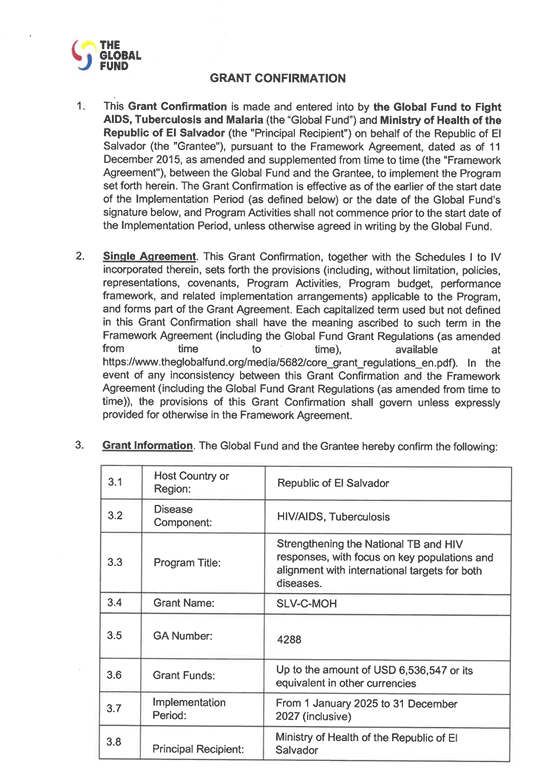 THE
GLOBAL
FUND
GRANT CONFIRMATION
1. This Grant Confirmation is made and entered into by the Global Fund to Fight
AIDS, Tuberculosis and Malaria (the "Global Fund") and Ministry of Health of the
Republic of El Salvador (the "Principal Recipient") on behalf of the Republic of El
Salvador (the "Grantee"), pursuant to the Framework Agreement, dated as of 11
December 2015, as amended and supplemented from time to time (the "Framework
Agreement"), between the Global Fund and the Grantee, to implement the Program
set forth herein. The Grant Confirmation is effective as of the earlier of the start date
of the Implementation Period (as defined below) or the date of the Global Fund's
signature below, and Program Activities shall not commence prior to the start date of
the Implementation Period, unless otherwise agreed in writing by the Global Fund.
2. Single Agreement. This Grant Confirmation, together with the Schedules I to IV
incorporated therein, sets forth the provisions (including, without limitation, policies,
representations, covenants, Program Activities, Program budget, performance
framework, and related implementation arrangements) applicable to the Program,
and forms part of the Grant Agreement. Each capitalized term used but not defined
in this Grant Confirmation shall have the meaning ascribed to such term in the
Framework Agreement (including the Global Fund Grant Regulations (as amended
from time to time), available at
https://www.theglobalfund.org/media/5682/core_grant_regulations_en.pdf). In the
event of any inconsistency between this Grant Confirmation and the Framework
Agreement (including the Global Fund Grant Regulations (as amended from time to
time)), the provisions of this Grant Confirmation shall govern unless expressly
provided for otherwise in the Framework Agreement.
3. Grant Information. The Global Fund and the Grantee hereby confirm the following:
3.1 Host Country or
Region: Republic of El Salvador
3.2 Disease
Component: HIV/AIDS, Tuberculosis
3.3 Program Title: Strengthening the National TB and HIV
responses, with focus on key populations and
alignment with international targets for both
diseases.
3.4 Grant Name: SLV-C-MOH
3.5 GA Number: 4288
3.6 Grant Funds: Up to the amount of USD 6,536,547 or its
equivalent in other currencies
3.7 Implementation
Period: From 1 January 2025 to 31 December
2027 (inclusive)
3.8 Principal Recipient: Ministry of Health of the Republic of El
Salvador